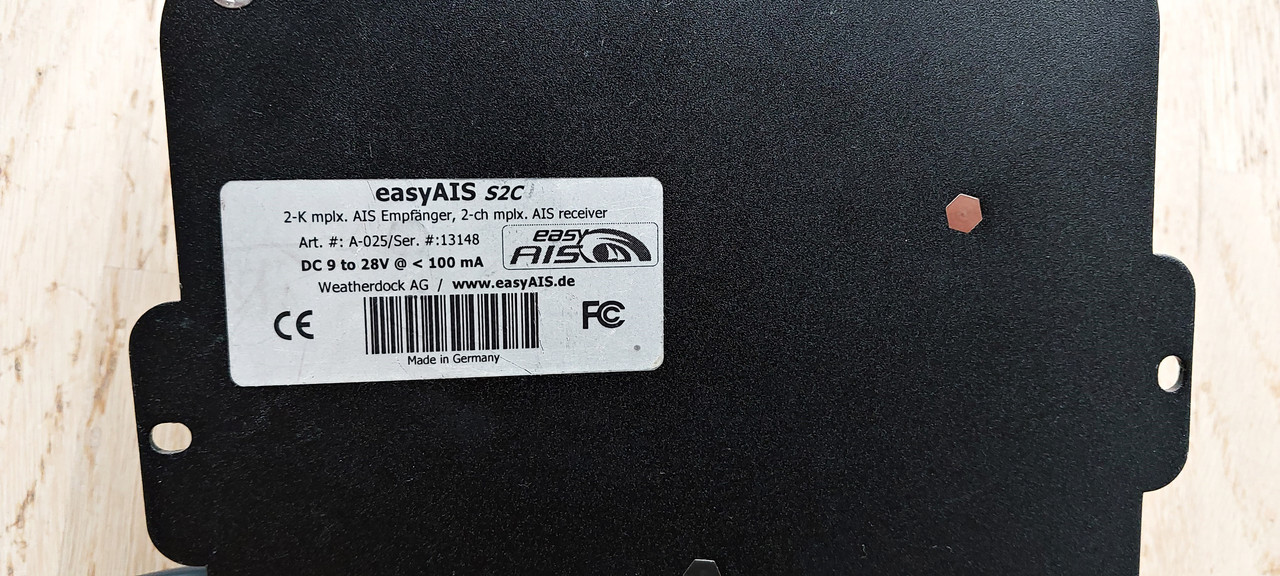 easyAIS S2C
2-K mplx. AIS Empfänger, 2-ch mplx. AIS receiver
Art. #: A-025/Ser. #:13148
easy
AIS
DC 9 to 28V @ < 100 mA
Weatherdock AG / www.easyAIS.de
CE
FC
Made in Germany